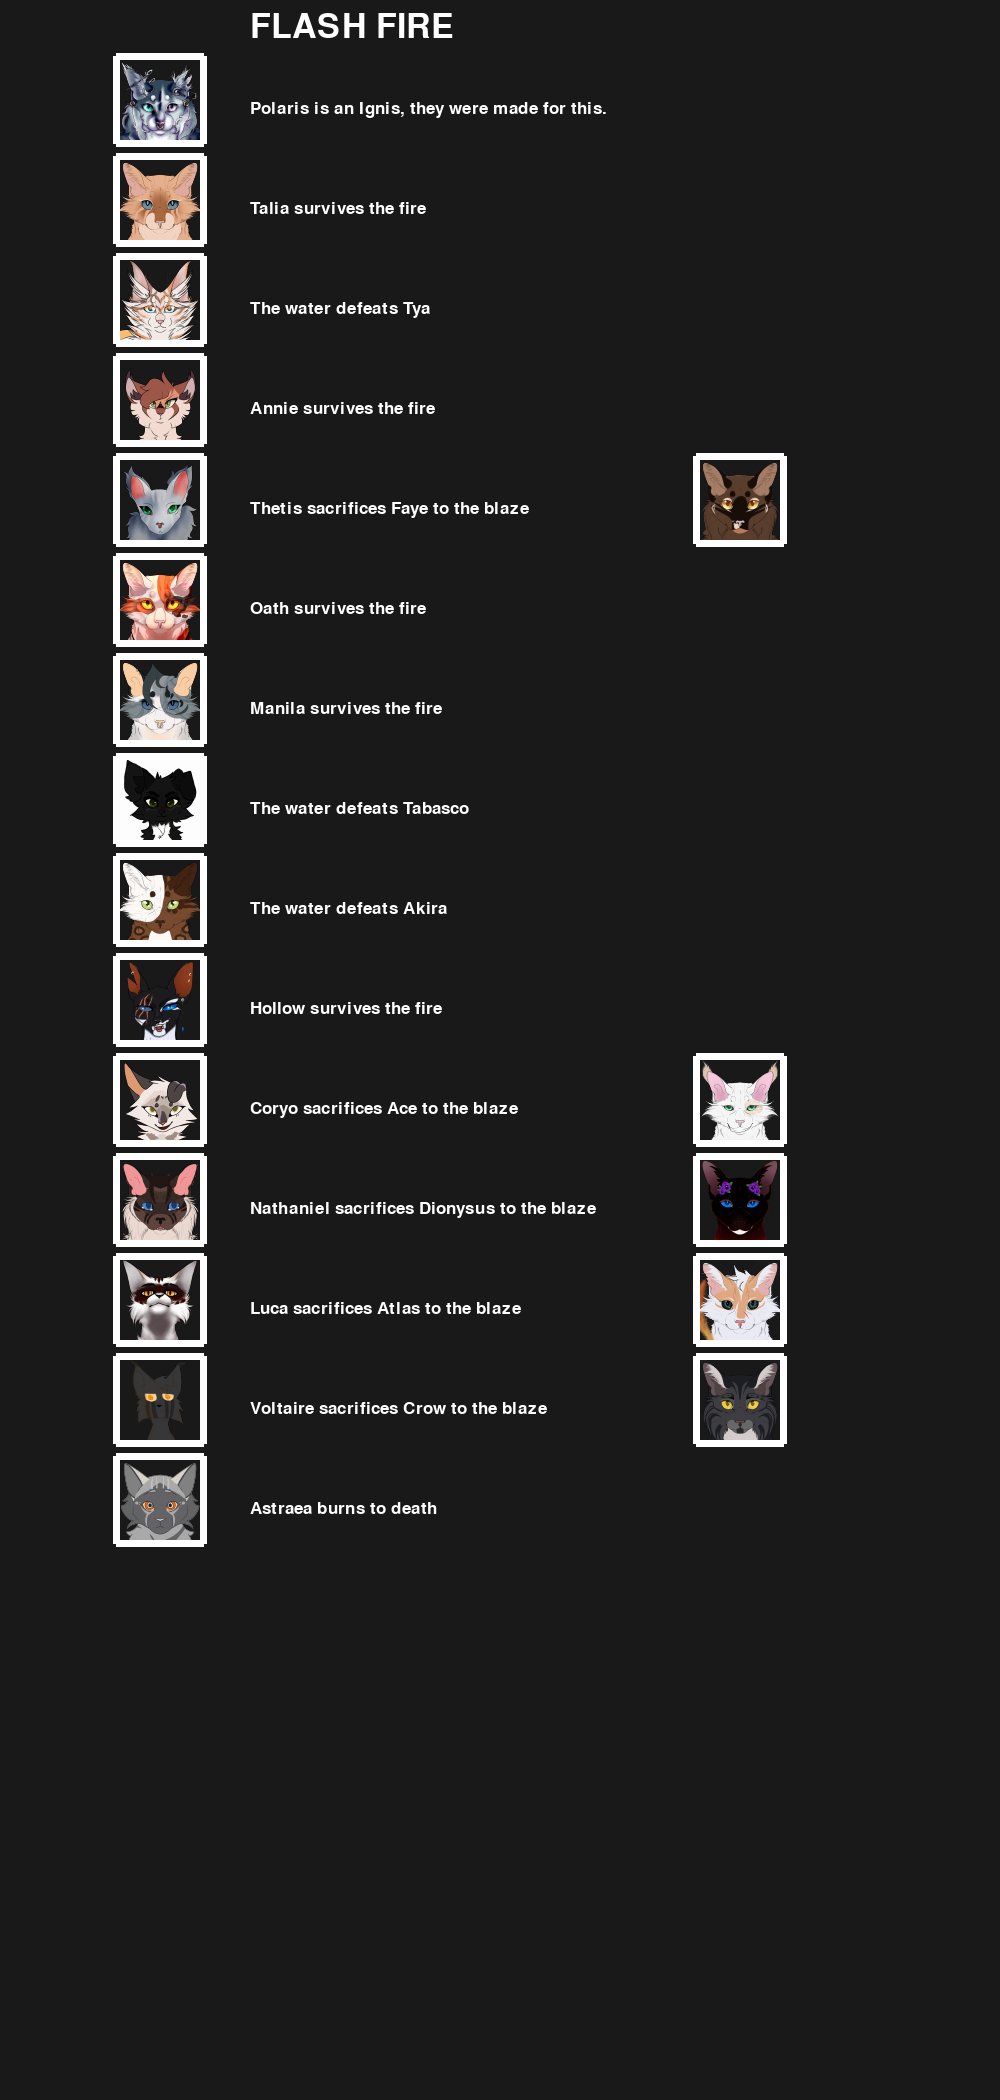 FLASH FIRE
Polaris is an Ignis, they were made for this.
Talia survives the fire
The water defeats Tya
Annie survives the fire
Thetis sacrifices Faye to the blaze
Oath survives the fire
Manila survives the fire
The water defeats Tabasco
The water defeats Akira
Hollow survives the fire
Coryo sacrifices Ace to the blaze
Nathaniel sacrifices Dionysus to the blaze
Luca sacrifices Atlas to the blaze
Voltaire sacrifices Crow to the blaze
Astraea burns to death